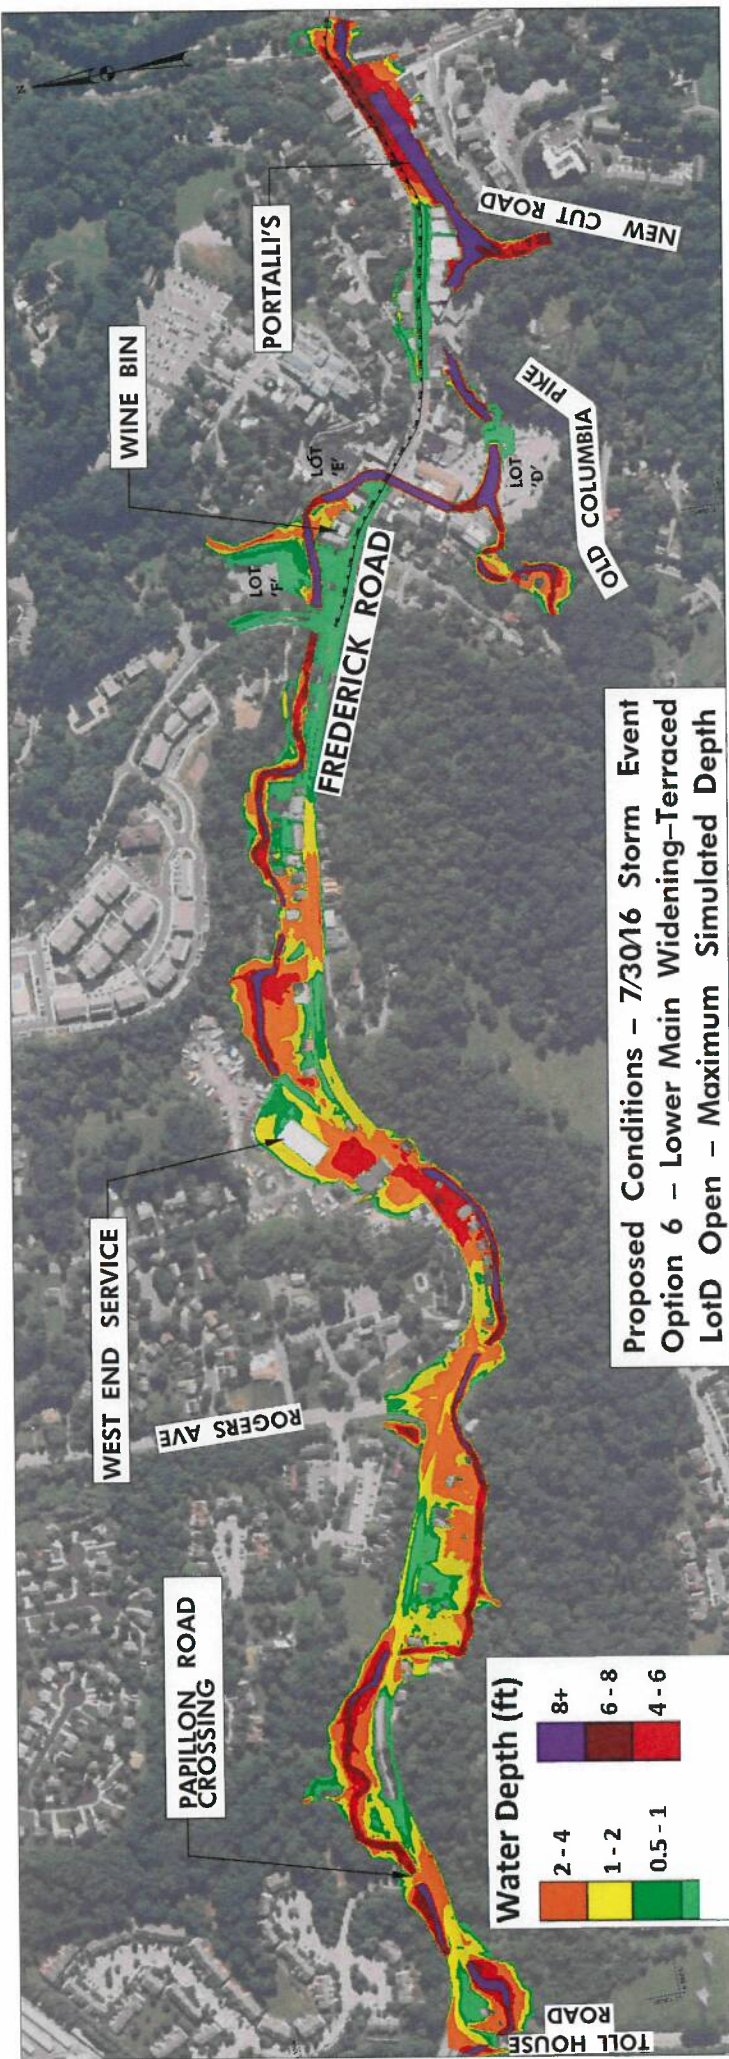 N
PORTALLI'S
NEW CUT ROAD
WINE BIN
LOT
'E'
LOT
'F'
LOT
'D'
OLD COLUMBIA
PIKE
FREDERICK ROAD
WEST END SERVICE
ROGERS AVE
PAPILLON ROAD
CROSSING
TOLL HOUSE
ROAD
Proposed Conditions - 7/30/16 Storm Event
Option 6 - Lower Main Widening-Terraced
LotD Open - Maximum Simulated Depth
Water Depth (ft)
2 - 4
1 - 2
0.5 - 1
8+
6 - 8
4 - 6